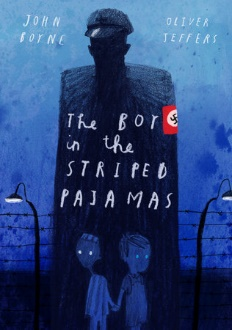 JOHN BOYNE
OLIVER JEFFERS
The BOY
in the
STRIPED
PAJAMAS